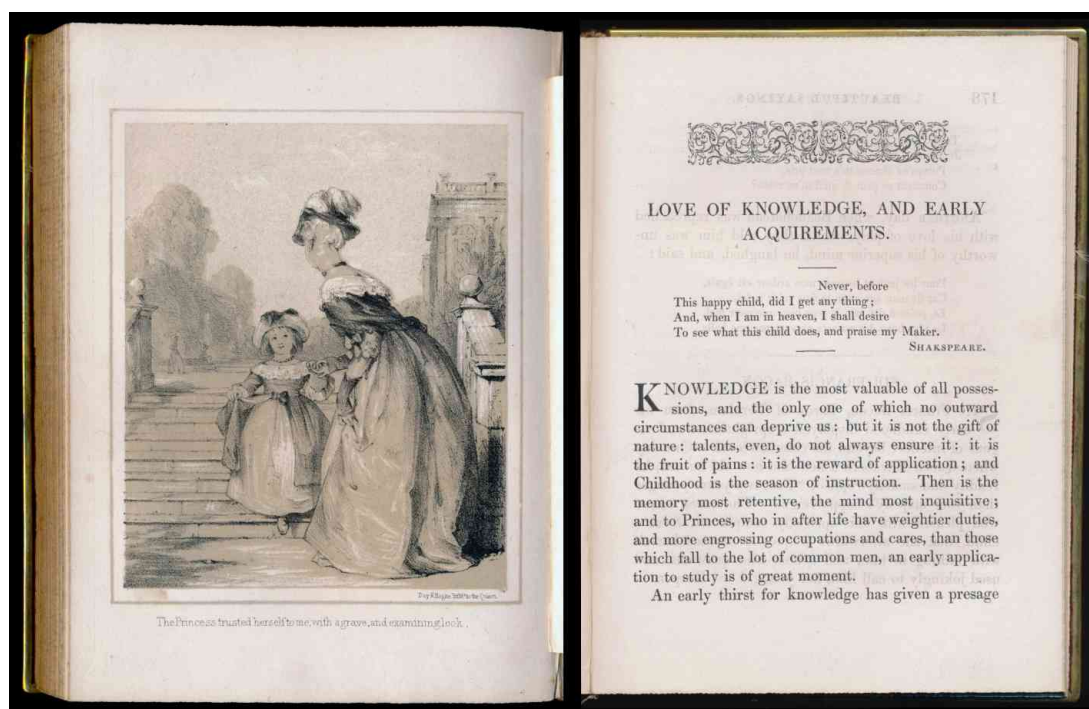 The Princess trusted herself to me, with a grave, and examining look.
LOVE OF KNOWLEDGE, AND EARLY
ACQUIREMENTS.
Never, before
This happy child, did I get any thing;
And, when I am in heaven, I shall desire
To see what this child does, and praise my Maker.
SHAKSPEARE.
KNOWLEDGE is the most valuable of all posses-
sions, and the only one of which no outward
circumstances can deprive us: but it is not the gift of
nature: talents, even, do not always ensure it: it is
the fruit of pains: it is the reward of application; and
Childhood is the season of instruction. Then is the
memory most retentive, the mind most inquisitive;
and to Princes, who in after life have weightier duties,
and more engrossing occupations and cares, than those
which fall to the lot of common men, an early applica-
tion to study is of great moment.
An early thirst for knowledge has given a presage